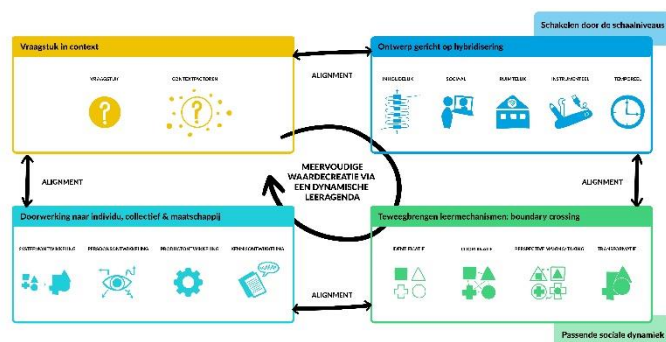 Schakelen door de schaalniveaus
Vraagstuk in context
Ontwerp gericht op hybridisering
VRAAGSTUK
CONTEXTFACTOREN
ALIGNMENT
INHOUDELIJK
SOCIAAL
RUIMTELIJK
INSTRUMENTEEL
TEMPOREEL
ALIGNMENT
MEERVOUDIGE
WAARDECREATIE VIA
EEN DYNAMISCHE
LEERAGENDA
ALIGNMENT
Doorwerking naar individu, collectief & maatschappij
Teweegbrengen leermechanismen: boundary crossing
SYSTEEMONTWIKKELING
PERSOONSONTWIKKELING
PRODUCTONTWIKKELING
KENNISONTWIKKELING
IDENTIFICATIE
TRANSFORMATIE
ALIGNMENT
Passende sociale dynamiek